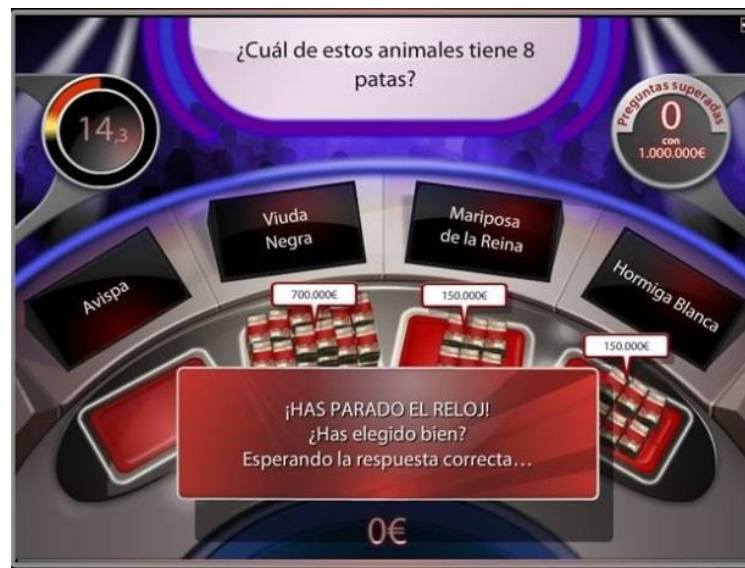 ¿Cuál de estos animales tiene 8
patas?
14,3
Preguntas superadas
0
con
1.000.000€
Avispa
Viuda
Negra
Mariposa
de la Reina
Hormiga Blanca
700.000€
150.000€
150.000€
¡HAS PARADO EL RELOJ!
¿Has elegido bien?
Esperando la respuesta correcta...
0€